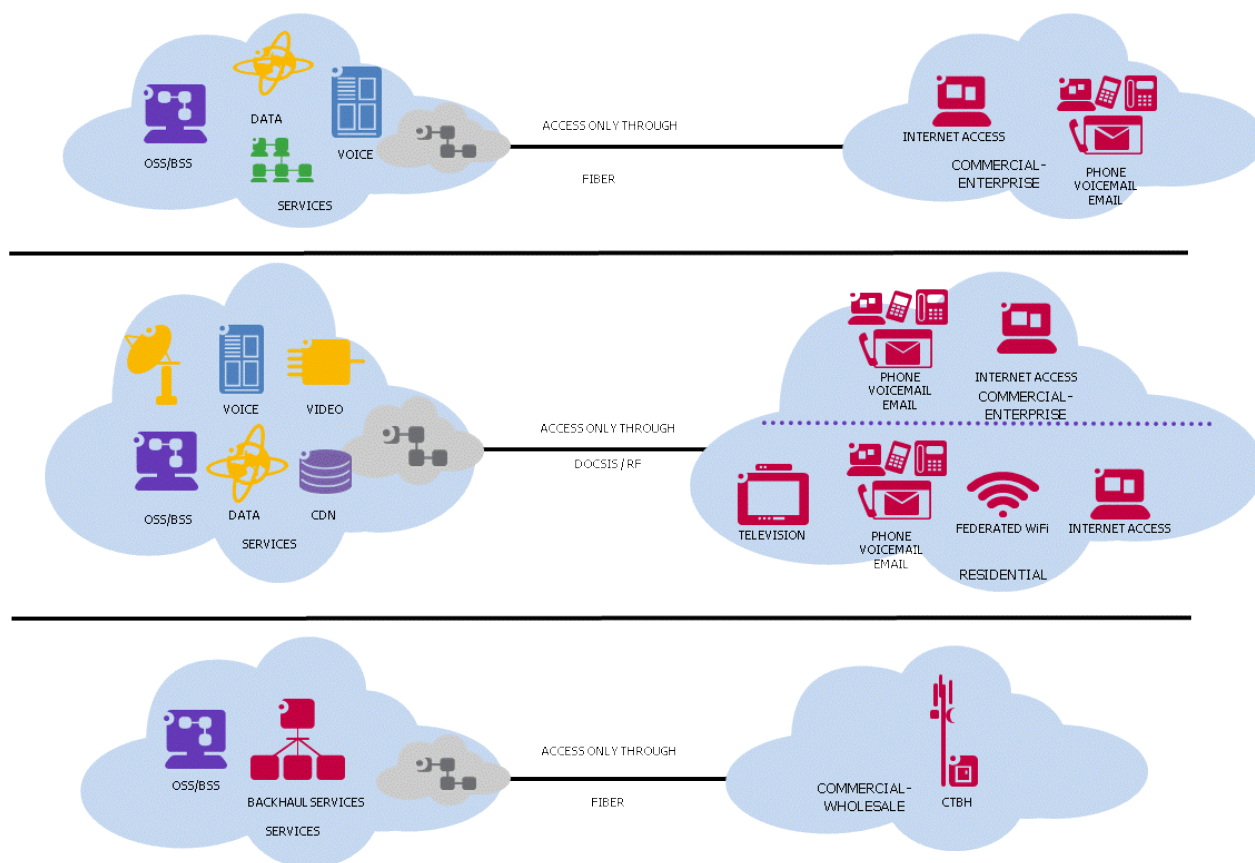 DATA
OSS/BSS
VOICE
SERVICES
ACCESS ONLY THROUGH
FIBER
INTERNET ACCESS
COMMERCIAL-
ENTERPRISE
PHONE
VOICEMAIL
EMAIL
VOICE
VIDEO
OSS/BSS
DATA
CDN
SERVICES
ACCESS ONLY THROUGH
DOCSIS / RF
PHONE
VOICEMAIL
EMAIL
INTERNET ACCESS
COMMERCIAL-
ENTERPRISE
TELEVISION
PHONE
VOICEMAIL
EMAIL
FEDERATED WiFi
INTERNET ACCESS
RESIDENTIAL
OSS/BSS
BACKHAUL SERVICES
SERVICES
ACCESS ONLY THROUGH
FIBER
COMMERCIAL-
WHOLESALE
CTBH